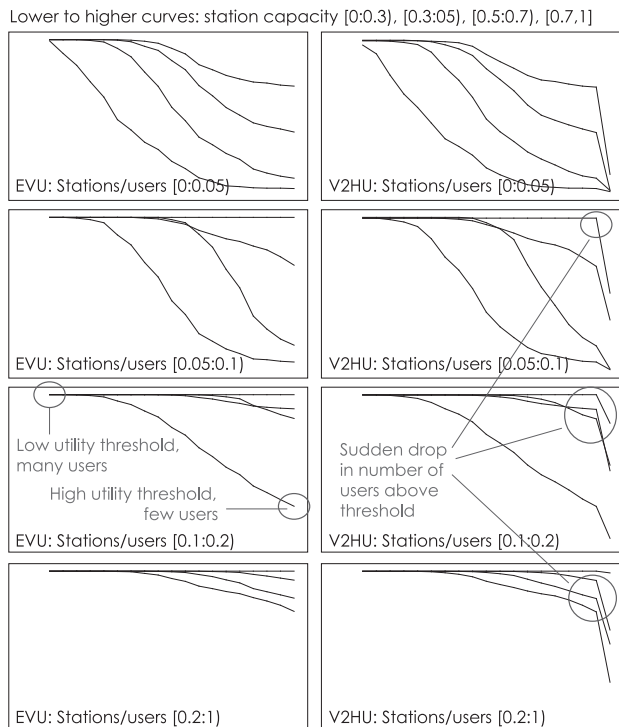 Lower to higher curves: station capacity [0:0.3), [0.3:05), [0.5:0.7), [0.7,1]
EVU: Stations/users [0:0.05)
V2HU: Stations/users [0:0.05)
EVU: Stations/users [0.05:0.1)
V2HU: Stations/users [0.05:0.1)
Low utility threshold,
many users
High utility threshold,
few users
EVU: Stations/users [0.1:0.2)
Sudden drop
in number of
users above
threshold
V2HU: Stations/users [0.1:0.2)
EVU: Stations/users [0.2:1)
V2HU: Stations/users [0.2:1)